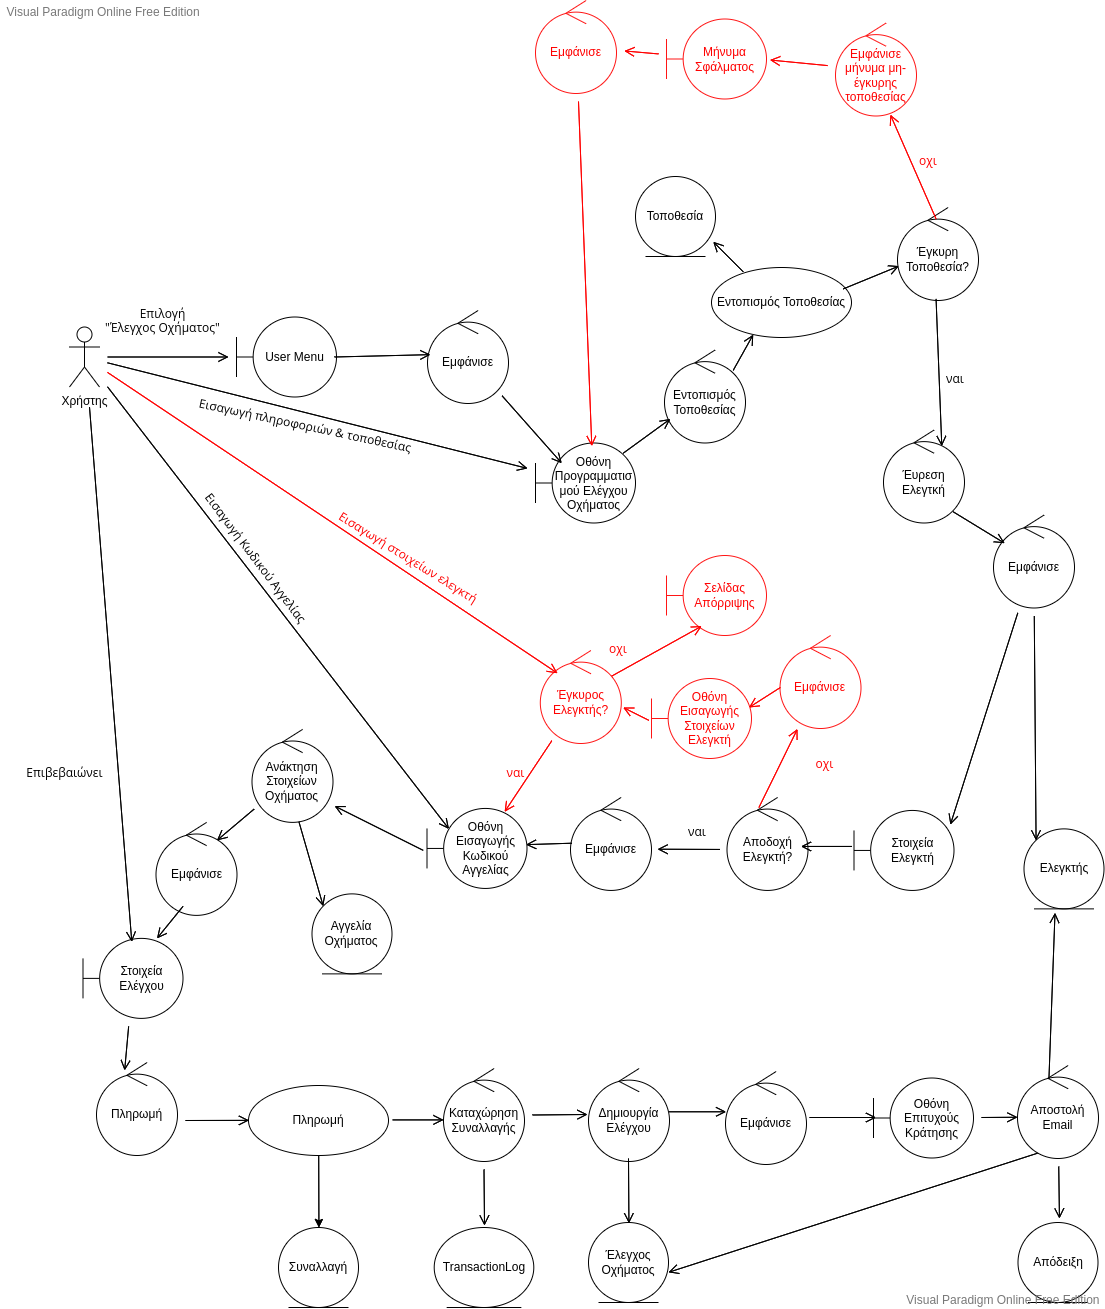 Visual Paradigm Online Free Edition
Εμφάνισε
Μήνυμα
Σφάλματος
Εμφάνισε
μήνυμα μη-
έγκυρης
τοποθεσίας
οχι
Τοποθεσία
Έγκυρη
Τοποθεσία?
Εντοπισμός Τοποθεσίας
Επιλογή
"Έλεγχος Οχήματος"
User Menu
Εμφάνισε
Χρήστης
Εισαγωγή πληροφοριών & τοποθεσίας
Εντοπισμός
Τοποθεσίας
ναι
Οθόνη
Προγραμματισ
μού Ελέγχου
Οχήματος
Έυρεση
Ελεγτκή
Εμφάνισε
Εισαγωγή Κωδικού Αγγελίας
Εισαγωγή στοιχείων ελεγκτή
Σελίδας
Απόρριψης
οχι
Έγκυρος
Ελεγκτής?
Οθόνη
Εισαγωγής
Στοιχείων
Ελεγκτή
Εμφάνισε
Επιβεβαιώνει
Ανάκτηση
Στοιχείων
Οχήματος
ναι
οχι
Οθόνη
Εισαγωγής
Κωδικού
Αγγελίας
Εμφάνισε
ναι
Αποδοχή
Ελεγκτή?
Στοιχεία
Ελεγκτή
Ελεγκτής
Εμφάνισε
Αγγελία
Οχήματος
Στοιχεία
Ελέγχου
Πληρωμή
Πληρωμή
Καταχώρηση
Συναλλαγής
Δημιουργία
Ελέγχου
Εμφάνισε
Οθόνη
Επιτυχούς
Κράτησης
Αποστολή
Email
Συναλλαγή
TransactionLog
Έλεγχος
Οχήματος
Απόδειξη
Visual Paradigm Online Free Edition